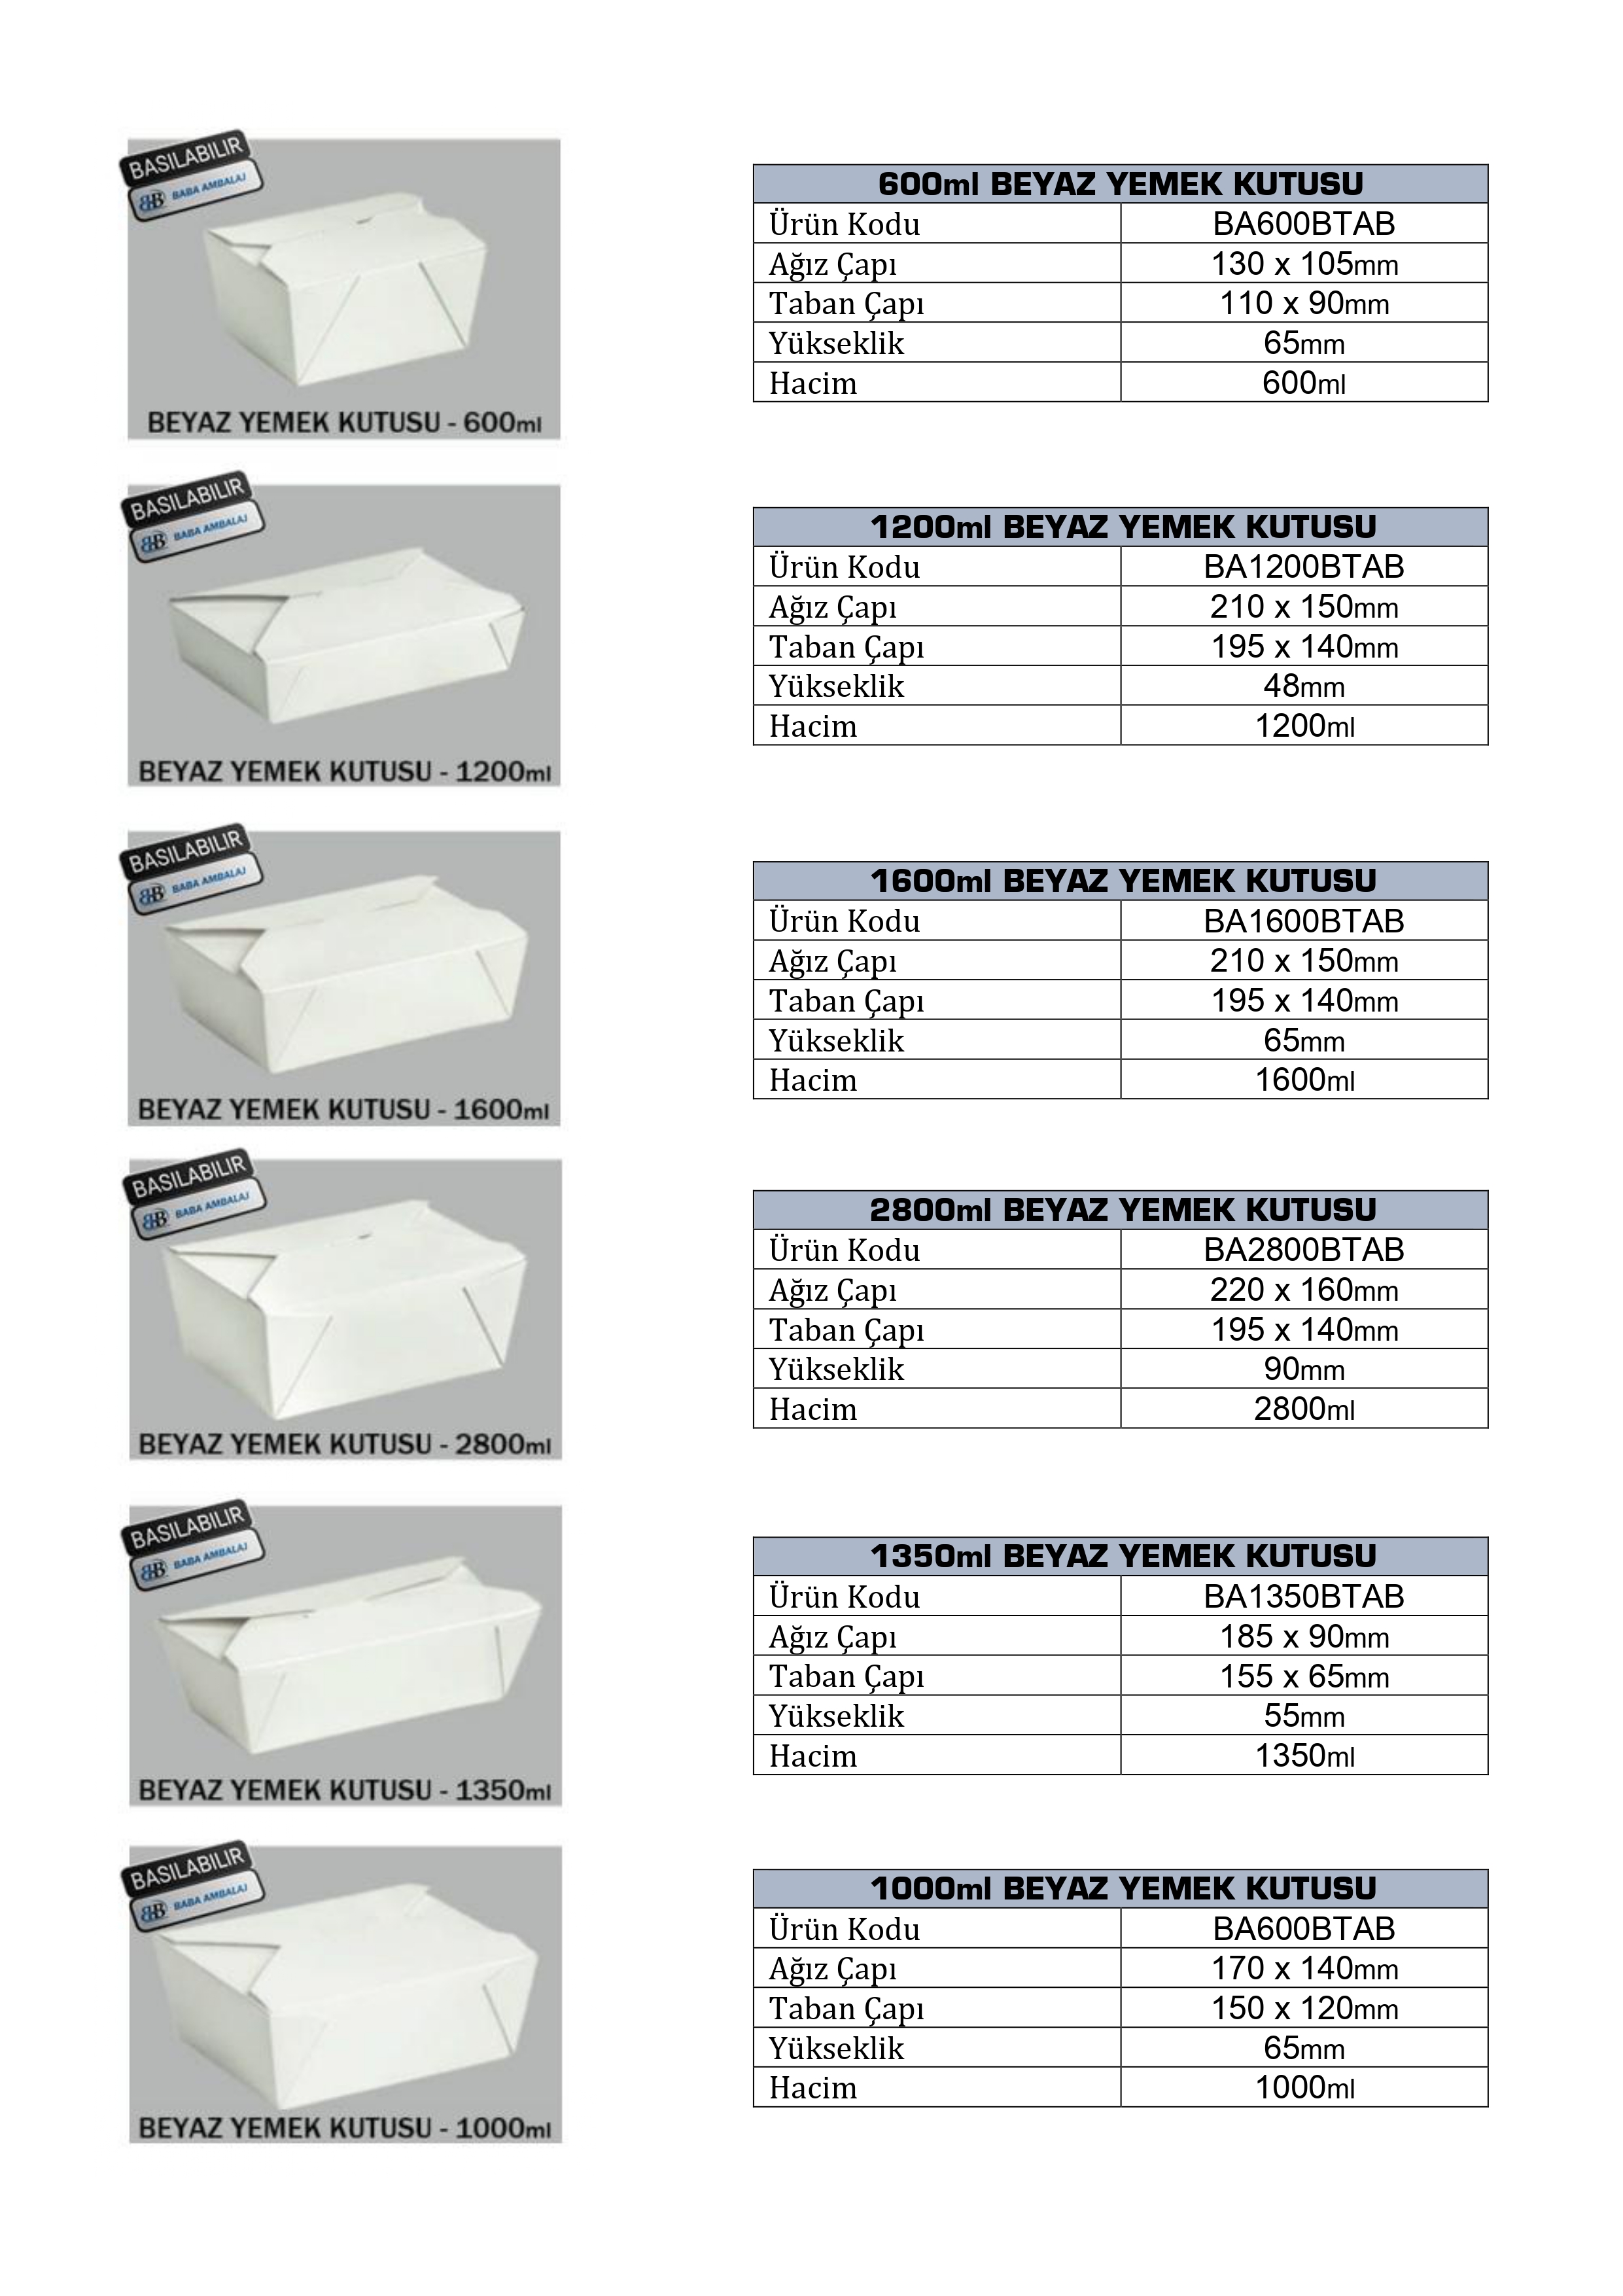 BASILABILIR
BB BABA AMBALAJ
BEYAZ YEMEK KUTUSU - 600ml
600ml BEYAZ YEMEK KUTUSU
Ürün Kodu BA600BTAB
Ağız Çapı 130 x 105mm
Taban Çapı 110 x 90mm
Yükseklik 65mm
Hacim 600ml
BASILABILIR
BB BABA AMBALAJ
BEYAZ YEMEK KUTUSU - 1200ml
1200ml BEYAZ YEMEK KUTUSU
Ürün Kodu BA1200BTAB
Ağız Çapı 210 x 150mm
Taban Çapı 195 x 140mm
Yükseklik 48mm
Hacim 1200ml
BASILABILIR
BB BABA AMBALAJ
BEYAZ YEMEK KUTUSU - 1600ml
1600ml BEYAZ YEMEK KUTUSU
Ürün Kodu BA1600BTAB
Ağız Çapı 210 x 150mm
Taban Çapı 195 x 140mm
Yükseklik 65mm
Hacim 1600ml
BASILABILIR
BB BABA AMBALAJ
BEYAZ YEMEK KUTUSU - 2800ml
2800ml BEYAZ YEMEK KUTUSU
Ürün Kodu BA2800BTAB
Ağız Çapı 220 x 160mm
Taban Çapı 195 x 140mm
Yükseklik 90mm
Hacim 2800ml
BASILABILIR
BB BABA AMBALAJ
BEYAZ YEMEK KUTUSU - 1350ml
1350ml BEYAZ YEMEK KUTUSU
Ürün Kodu BA1350BTAB
Ağız Çapı 185 x 90mm
Taban Çapı 155 x 65mm
Yükseklik 55mm
Hacim 1350ml
BASILABILIR
BB BABA AMBALAJ
BEYAZ YEMEK KUTUSU - 1000ml
1000ml BEYAZ YEMEK KUTUSU
Ürün Kodu BA600BTAB
Ağız Çapı 170 x 140mm
Taban Çapı 150 x 120mm
Yükseklik 65mm
Hacim 1000ml